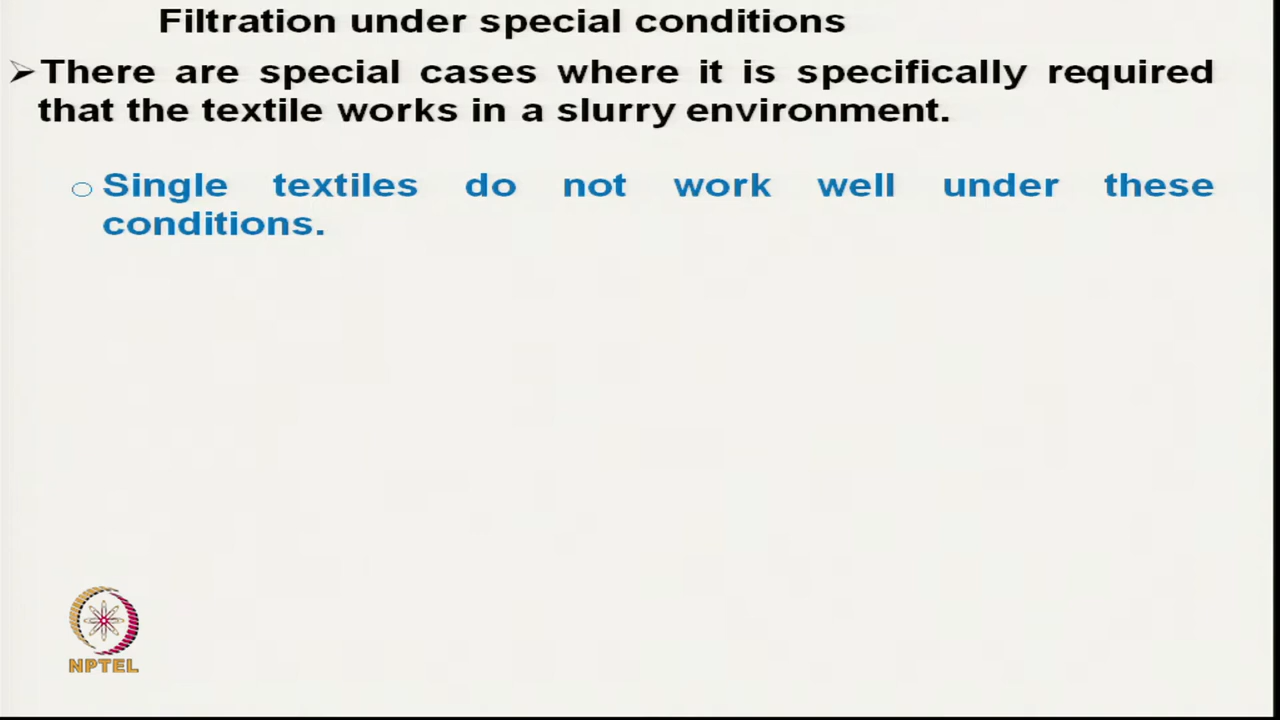 Filtration under special conditions
➢There are special cases where it is specifically required
that the textile works in a slurry environment.
○ Single textiles do not work well under these
conditions.
NPTEL